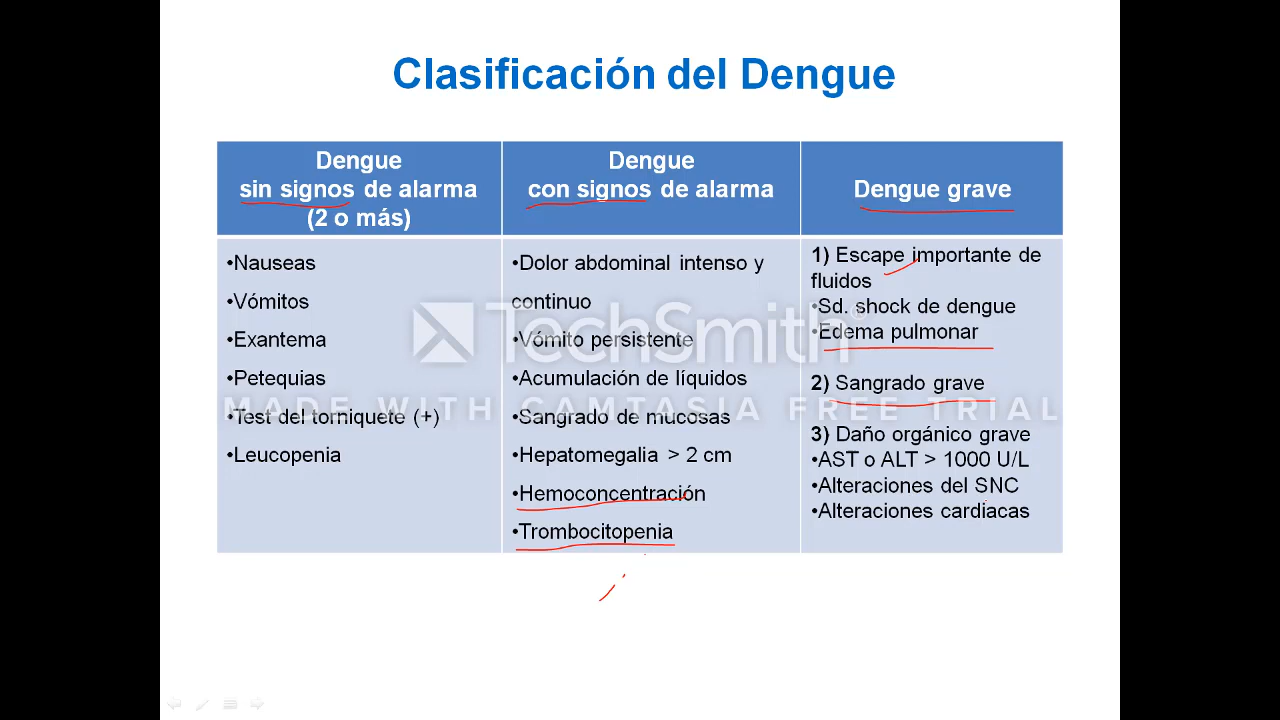 Clasificación del Dengue
Dengue
sin signos de alarma
(2 o más)
Dengue
con signos de alarma
Dengue grave
•Nauseas
•Vómitos
•Exantema
•Petequias
•Test del torniquete (+)
•Leucopenia
•Dolor abdominal intenso y
continuo
•Vómito persistente
•Acumulación de líquidos
•Sangrado de mucosas
•Hepatomegalia > 2 cm
•Hemoconcentración
•Trombocitopenia
1) Escape importante de
fluidos
•Sd. shock de dengue
•Edema pulmonar
2) Sangrado grave
3) Daño orgánico grave
•AST o ALT > 1000 U/L
•Alteraciones del SNC
•Alteraciones cardiacas
TechSmith®
MADE WITH CAMTASIA FREE TRIAL